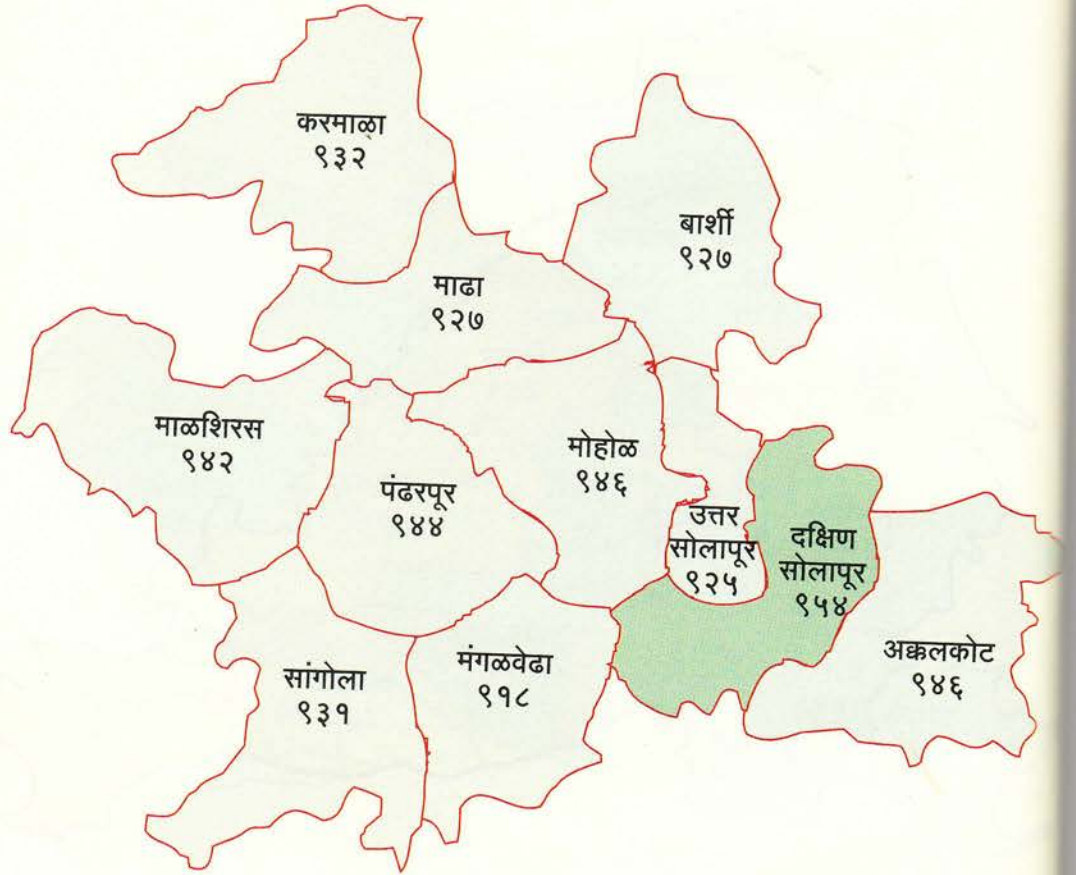 करमाळा
९३२
बार्शी
९२७
माढा
९२७
माळशिरस
९४२
पंढरपूर
९४४
मोहोळ
९४६
उत्तर
सोलापूर
९२५
दक्षिण
सोलापूर
९५४
अक्कलकोट
९४६
सांगोला
९३१
मंगळवेढा
९१८